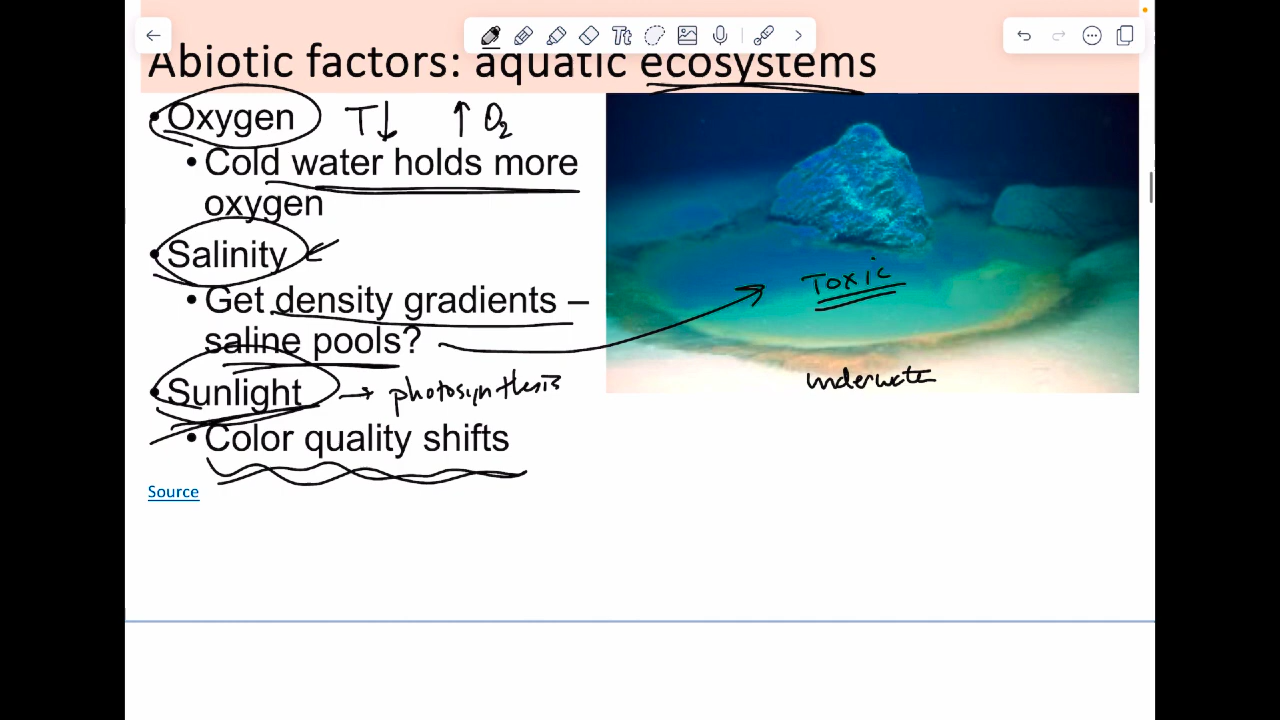 Abiotic factors: aquatic ecosystems
• Oxygen T↓ ↑ O₂
• Cold water holds more
oxygen
• Salinity
• Get density gradients –
saline pools?
Toxic
underwater
• Sunlight → photosynthesis
• Color quality shifts
Source
Tt